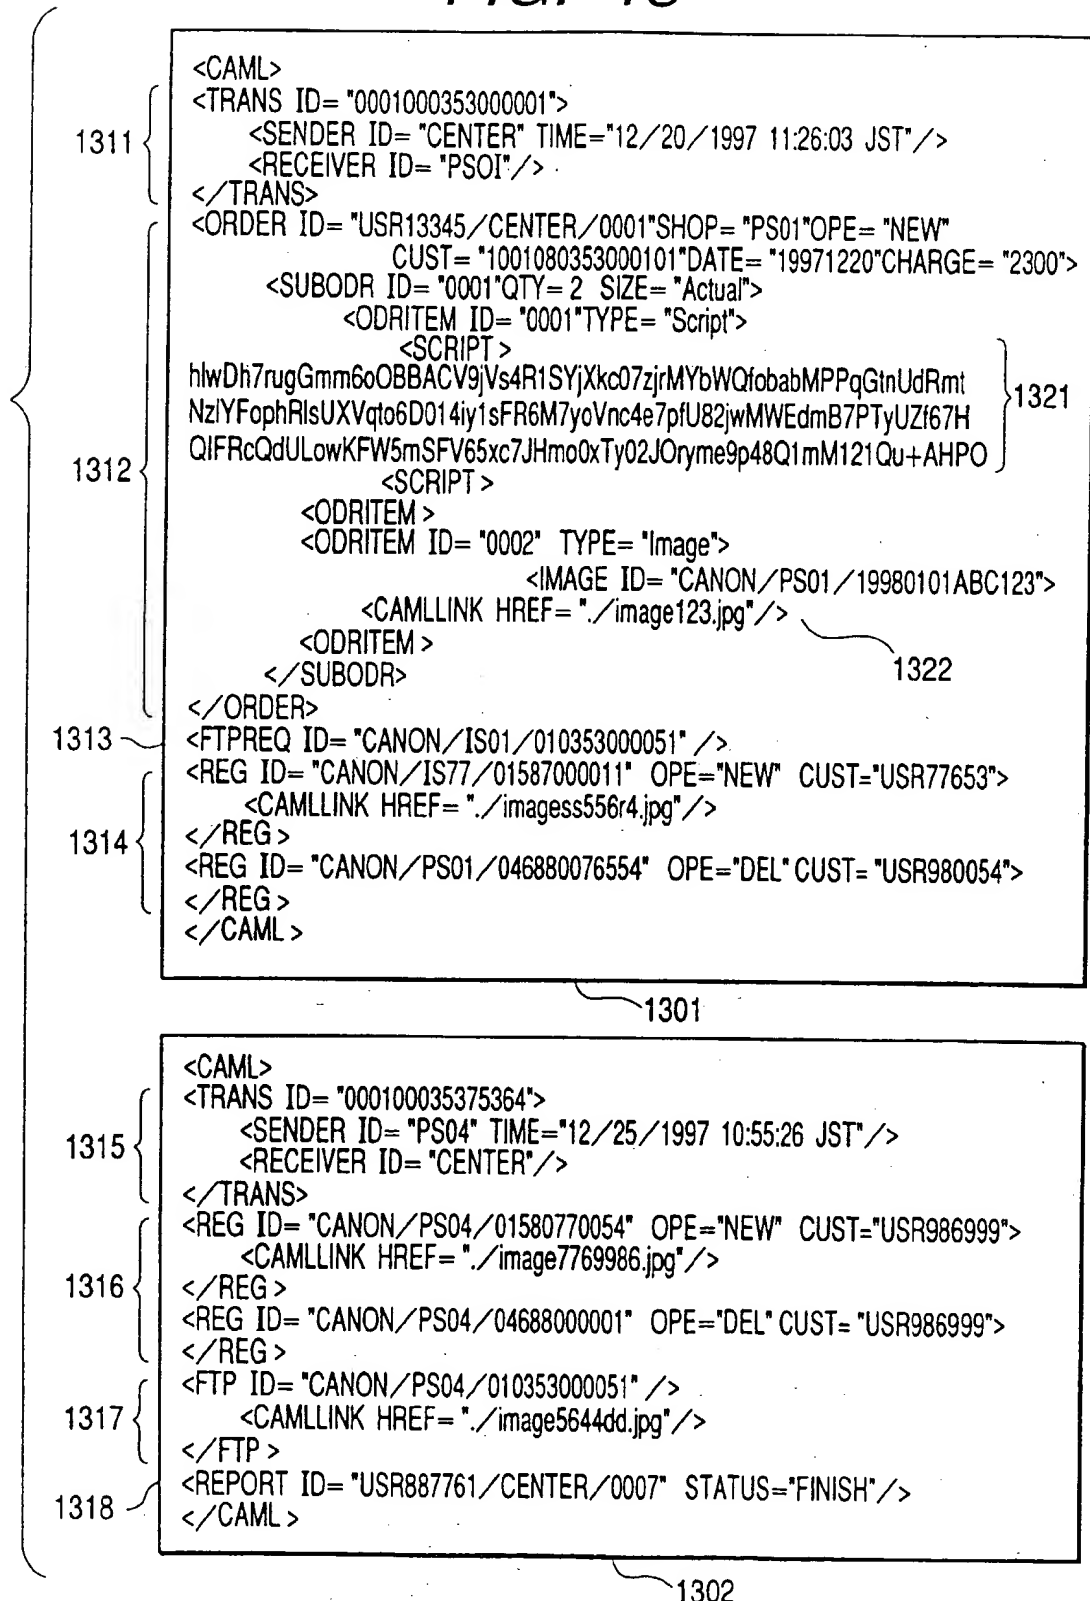 <CAML>
1311
<TRANS ID= "0001000353000001">
<SENDER ID= "CENTER" TIME="12/20/1997 11:26:03 JST"/>
<RECEIVER ID= "PSOI"/>
</TRANS>
1312
<ORDER ID= "USR13345/CENTER/0001"SHOP= "PS01"OPE= "NEW"
CUST= "1001080353000101"DATE= "19971220"CHARGE= "2300">
<SUBODR ID= "0001"QTY= 2 SIZE= "Actual">
<ODRITEM ID= "0001"TYPE= "Script">
<SCRIPT>
hlwDh7rugGmm6oOBBACV9jVs4R1SYjXkc07zjrMYbWQfobabMPPqGtnUdRmt
NzlYFophRlsUXVqto6D014iy1sFR6M7yoVnc4e7pfU82jwMWEdmB7PTyUZf67H
QIFRcQdULowKFW5mSFV65xc7JHmo0xTy02JOryme9p48Q1mM121Qu+AHPO
1321
<SCRIPT>
<ODRITEM>
<ODRITEM ID= "0002" TYPE= "Image">
<IMAGE ID= "CANON/PS01/19980101ABC123">
<CAMLLINK HREF= "./image123.jpg"/>
1322
<ODRITEM>
</SUBODR>
</ORDER>
1313
<FTPREQ ID= "CANON/IS01/010353000051" />
1314
<REG ID= "CANON/IS77/01587000011" OPE="NEW" CUST="USR77653">
<CAMLLINK HREF= "./imagess556r4.jpg"/>
</REG>
<REG ID= "CANON/PS01/046880076554" OPE="DEL" CUST= "USR980054">
</REG>
</CAML>
1301
<CAML>
1315
<TRANS ID= "000100035375364">
<SENDER ID= "PS04" TIME="12/25/1997 10:55:26 JST"/>
<RECEIVER ID= "CENTER"/>
</TRANS>
1316
<REG ID= "CANON/PS04/01580770054" OPE="NEW" CUST="USR986999">
<CAMLLINK HREF= "./image7769986.jpg"/>
</REG>
<REG ID= "CANON/PS04/04688000001" OPE="DEL" CUST= "USR986999">
</REG>
1317
<FTP ID= "CANON/PS04/010353000051" />
<CAMLLINK HREF= "./image5644dd.jpg"/>
</FTP>
1318
<REPORT ID= "USR887761/CENTER/0007" STATUS="FINISH"/>
</CAML>
1302